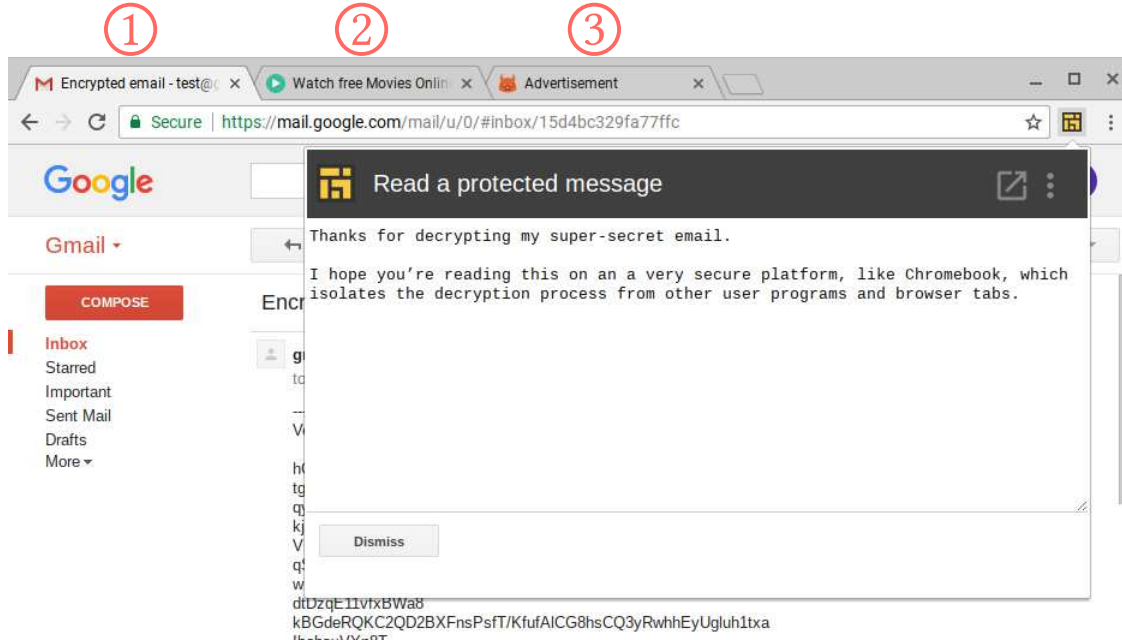 ① ② ③
Encrypted email - test@ Watch free Movies Onlin Advertisement
Secure https://mail.google.com/mail/u/0/#inbox/15d4bc329fa77ffc
Google
Read a protected message
Gmail
Thanks for decrypting my super-secret email.
I hope you’re reading this on an a very secure platform, like Chromebook, which
isolates the decryption process from other user programs and browser tabs.
COMPOSE
Encr
Inbox
Starred
Important
Sent Mail
Drafts
More
Dismiss
dtDzqE11vfxBWa8
kBGdeRQKC2QD2BXFnsPsfT/KfufAlCG8hsCQ3yRwhhEyUgluh1txa